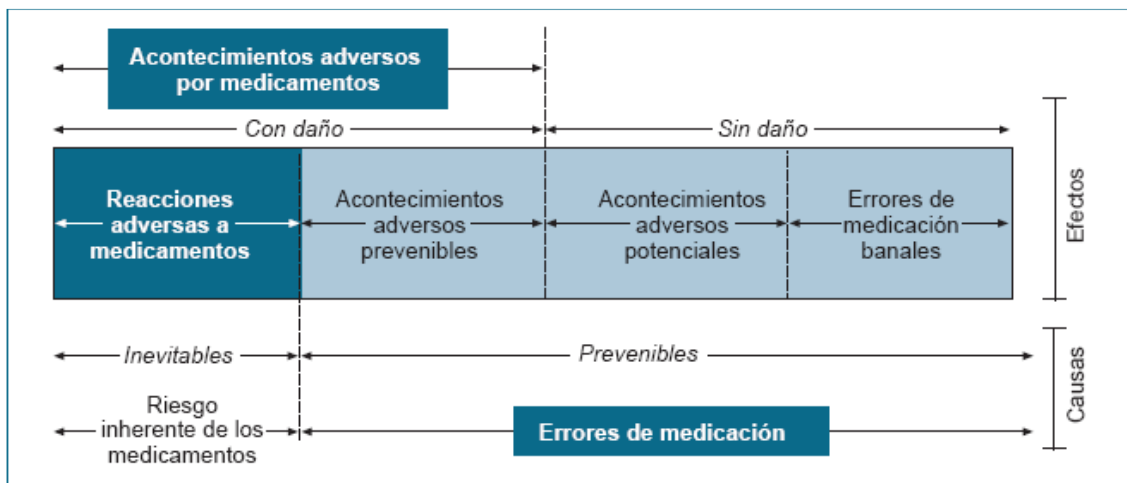 Acontecimientos adversos
por medicamentos
Con daño
Sin daño
Reacciones
adversas a
medicamentos
Acontecimientos
adversos
prevenibles
Acontecimientos
adversos
potenciales
Errores de
medicación
banales
Efectos
Inevitables
Prevenibles
Riesgo
inherente de los
medicamentos
Errores de medicación
Causas